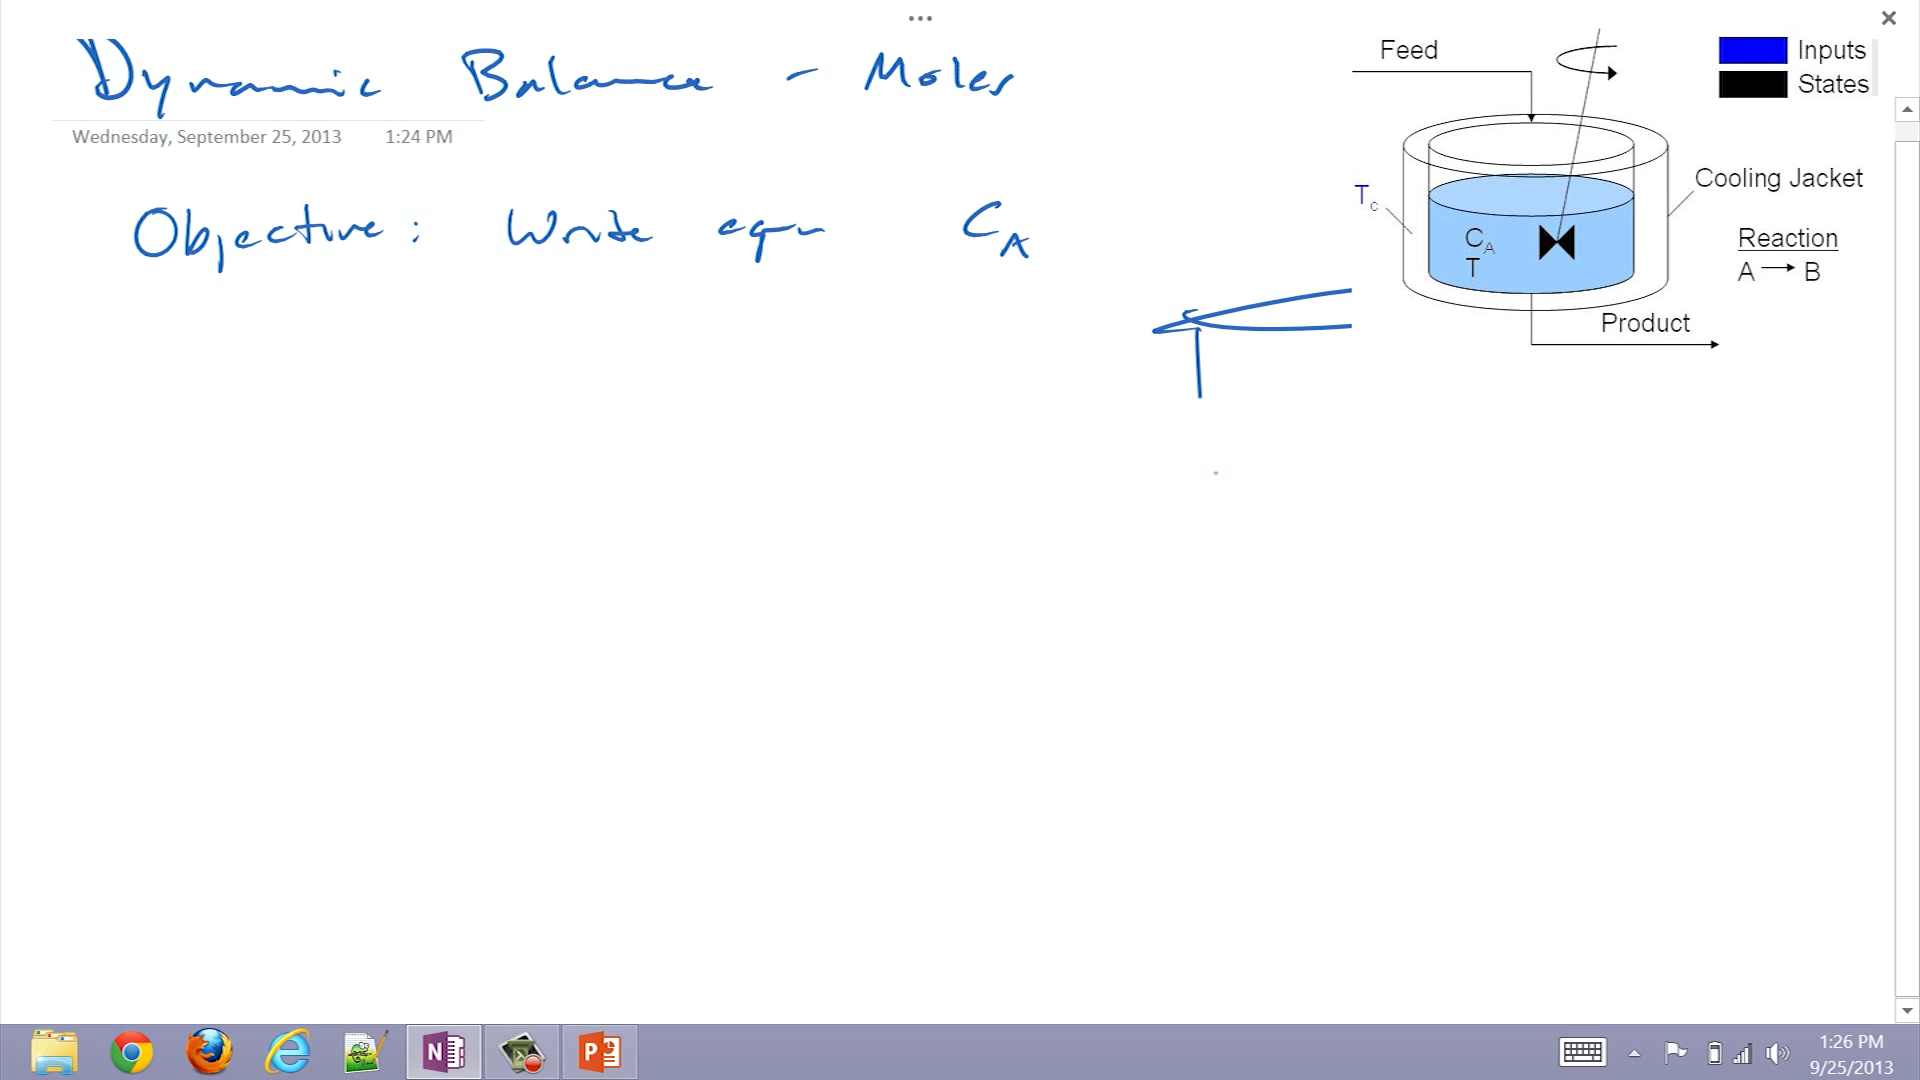 Dynamic Balance - Moles
Wednesday, September 25, 2013 1:24 PM
Objective: Write eqn C_A
Feed
Inputs
States
T_c
Cooling Jacket
C_A
T
Reaction
A → B
Product
1:26 PM
9/25/2013